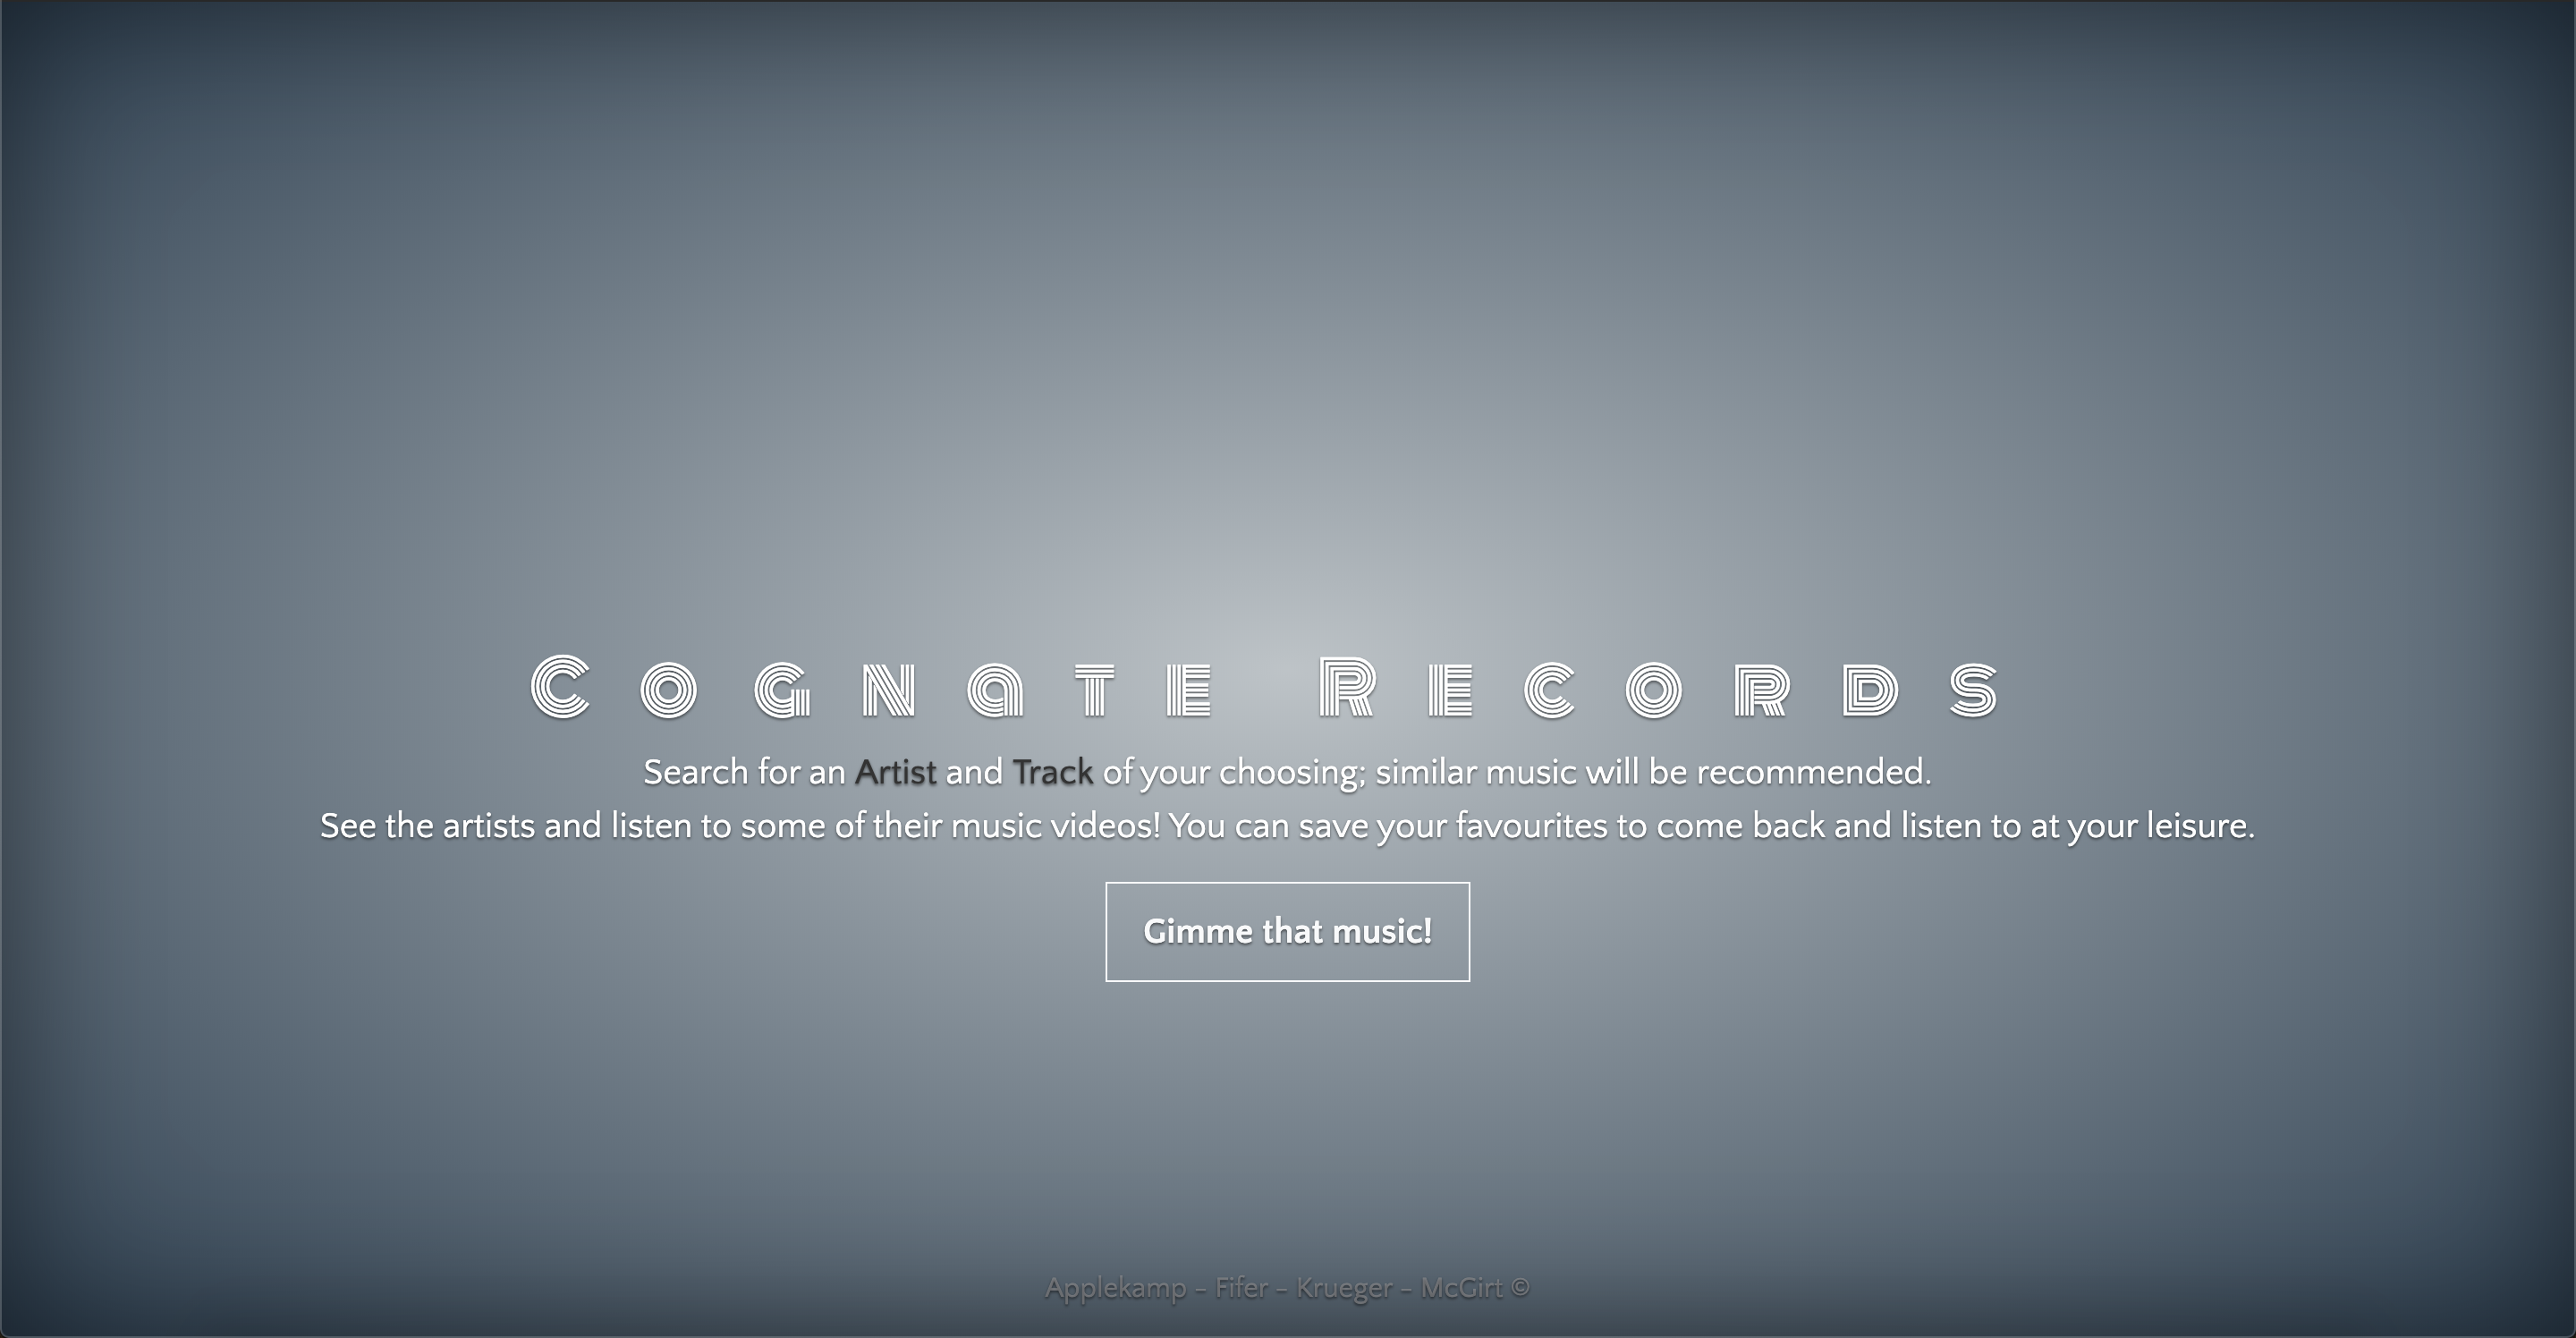 Cognate Records
Search for an Artist and Track of your choosing; similar music will be recommended.
See the artists and listen to some of their music videos! You can save your favourites to come back and listen to at your leisure.
Gimme that music!
Applekamp - Fifer - Krueger - McGirt ©